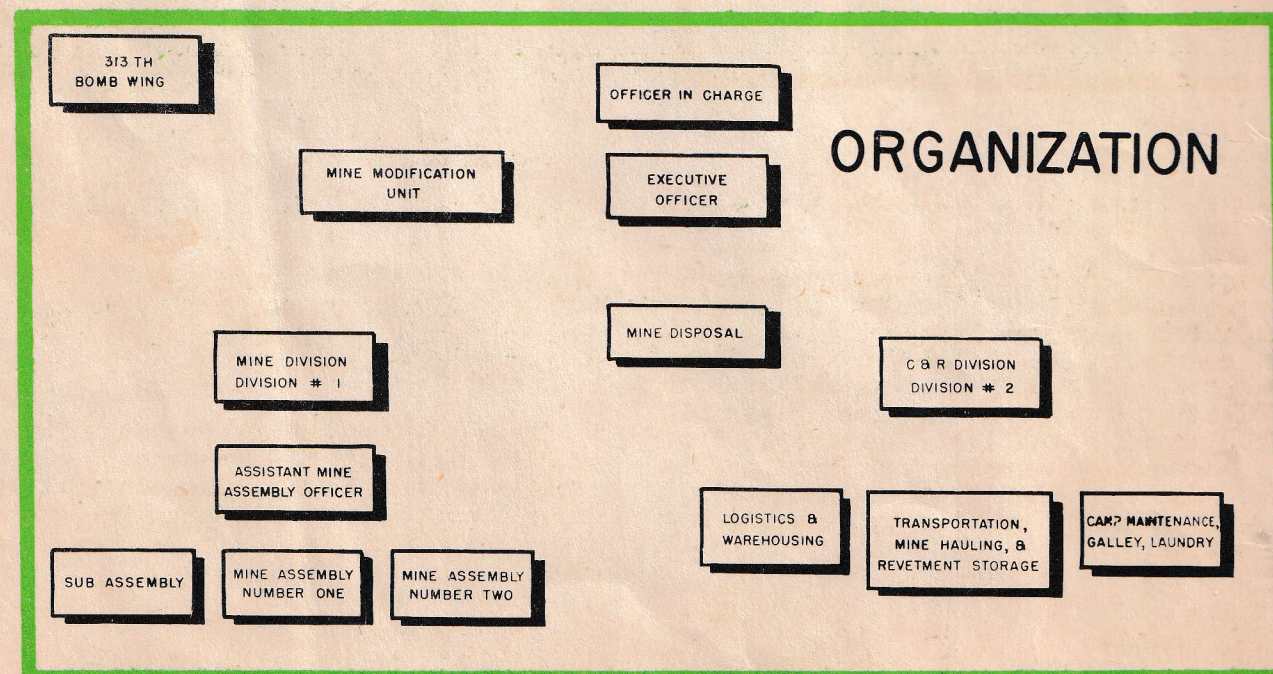 313 TH
BOMB WING
OFFICER IN CHARGE
ORGANIZATION
MINE MODIFICATION
UNIT
EXECUTIVE
OFFICER
MINE DISPOSAL
MINE DIVISION
DIVISION # 1
C & R DIVISION
DIVISION # 2
ASSISTANT MINE
ASSEMBLY OFFICER
LOGISTICS &
WAREHOUSING
TRANSPORTATION,
MINE HAULING, &
REVETMENT STORAGE
CAMP MAINTENANCE,
GALLEY, LAUNDRY
SUB ASSEMBLY
MINE ASSEMBLY
NUMBER ONE
MINE ASSEMBLY
NUMBER TWO